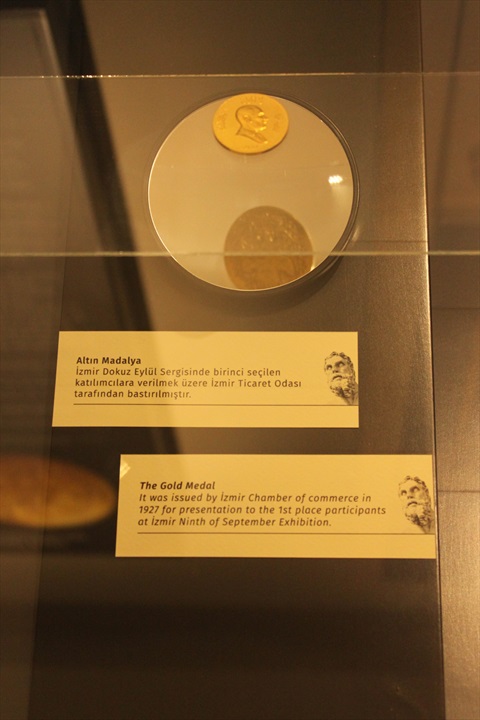 Altın Madalya
İzmir Dokuz Eylül Sergisinde birinci seçilen
katılımcılara verilmek üzere İzmir Ticaret Odası
tarafından bastırılmıştır.
The Gold Medal
It was issued by İzmir Chamber of commerce in
1927 for presentation to the 1st place participants
at İzmir Ninth of September Exhibition.